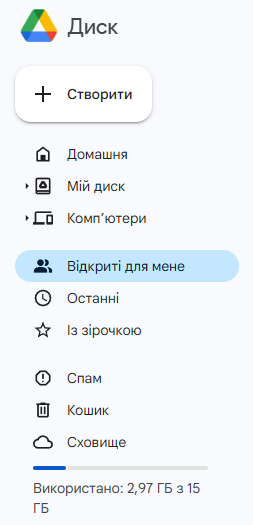 Диск
Створити
Домашня
Мій диск
Комп’ютери
Відкриті для мене
Останні
Із зірочкою
Спам
Кошик
Сховище
Використано: 2,97 ГБ з 15
ГБ